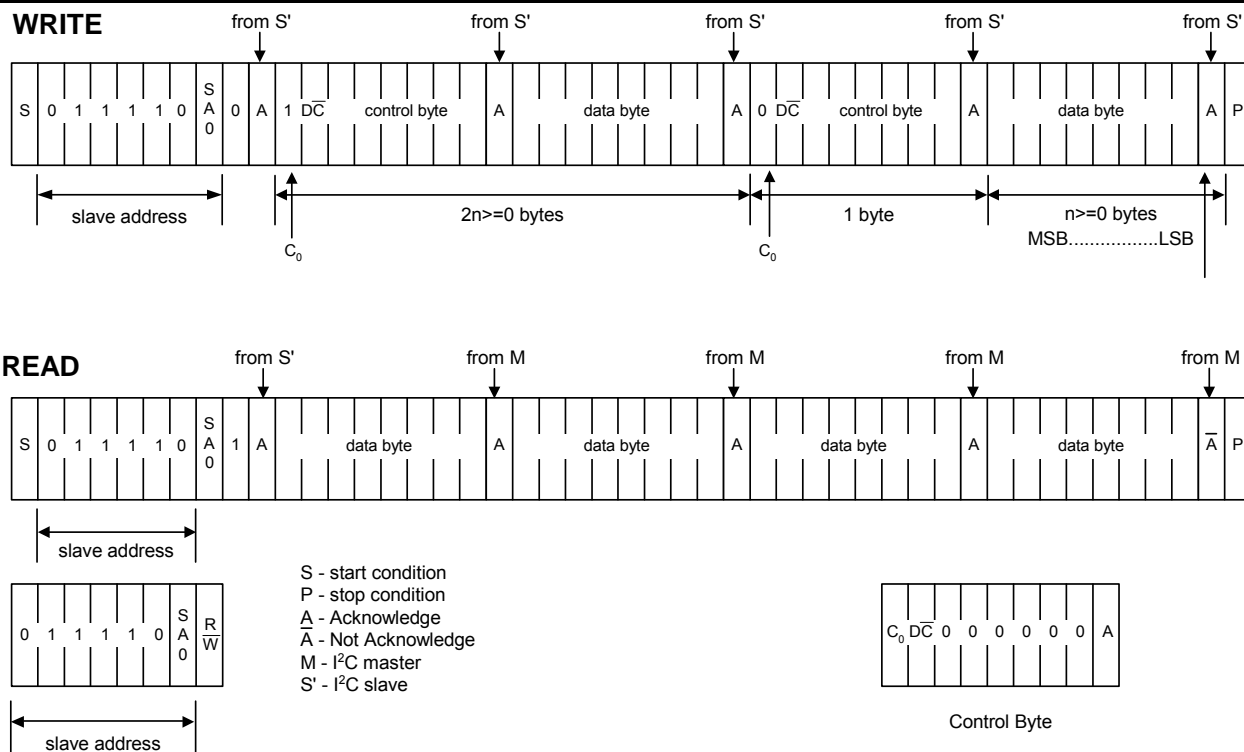 WRITE
from S' from S' from S' from S' from S'
S 0 1 1 1 1 0 SA0 0 A 1 DC̅ control byte A data byte A 0 DC̅ control byte A data byte A P
slave address 2n>=0 bytes 1 byte n>=0 bytes
MSB.................LSB
C₀ C₀
READ
from S' from M from M from M from M
S 0 1 1 1 1 0 SA0 1 A data byte A data byte A data byte A data byte A̅ P
slave address
S - start condition
P - stop condition
A - Acknowledge
A̅ - Not Acknowledge
M - I²C master
S' - I²C slave
0 1 1 1 1 0 SA0 R/W̅
slave address
C₀ DC̅ 0 0 0 0 0 0 A
Control Byte